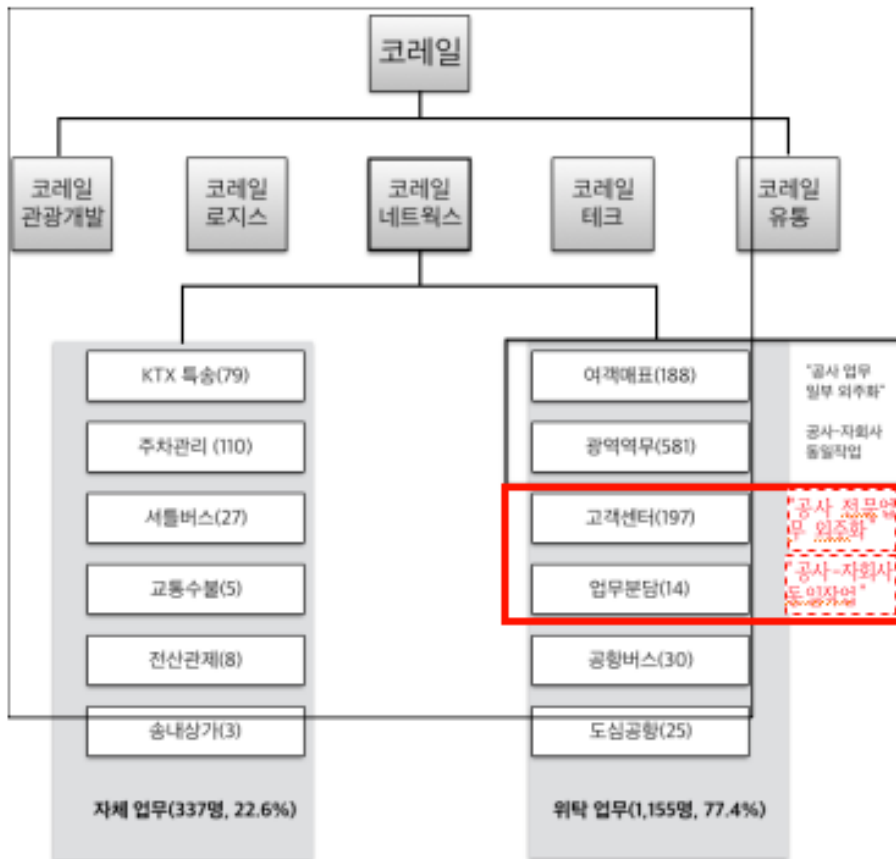 코레일
코레일
관광개발
코레일
로지스
코레일
네트웍스
코레일
테크
코레일
유통
KTX 특송(79)
주차관리 (110)
셔틀버스(27)
교통수불(5)
전산관제(8)
송내상가(3)
자체 업무(337명, 22.6%)
여객매표(188)
광역역무(581)
고객센터(197)
업무분담(14)
공항버스(30)
도심공항(25)
위탁 업무(1,155명, 77.4%)
"공사 업무
일부 외주화"
공사-자회사
동일작업
"공사 전문업
무 외주화"
"공사-자회사
동일작업"